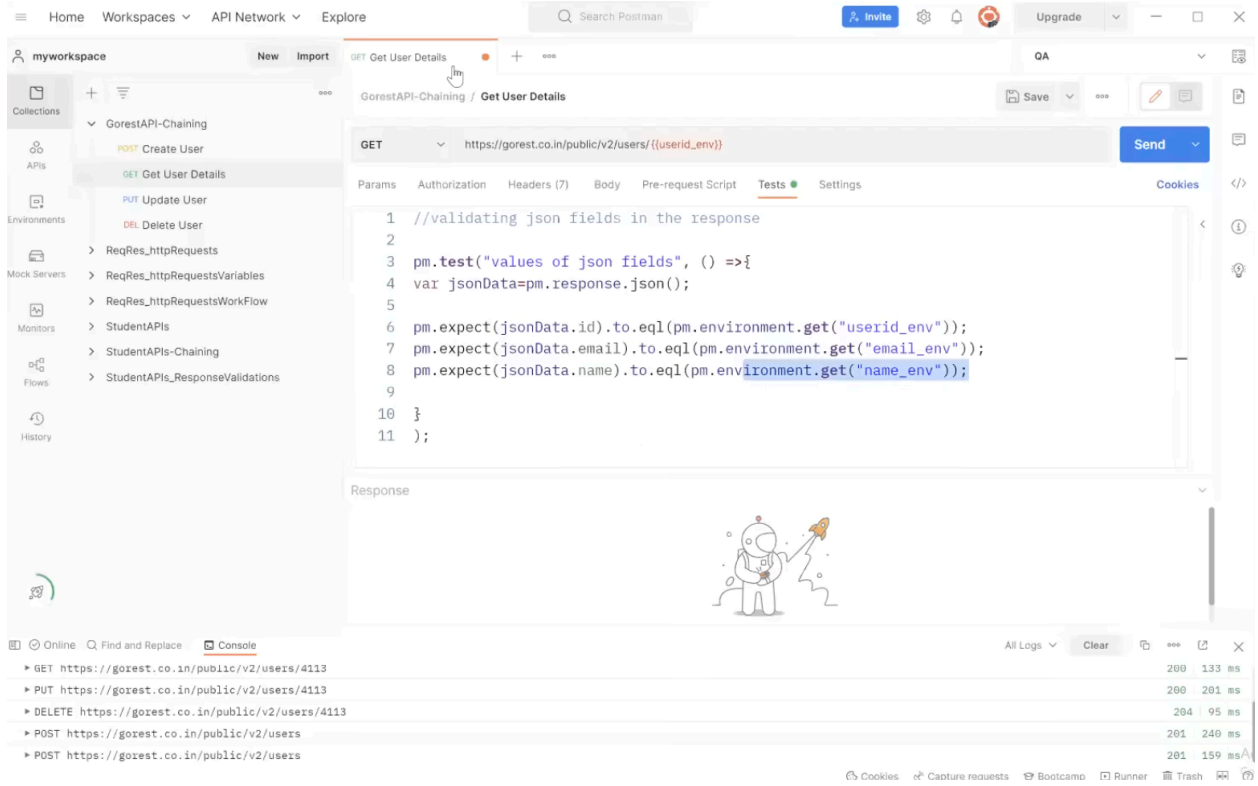 Home Workspaces API Network Explore Search Postman Invite Upgrade
myworkspace New Import GET Get User Details QA
Collections
APIs
Environments
Mock Servers
Monitors
Flows
History
GorestAPI-Chaining
POST Create User
GET Get User Details
PUT Update User
DEL Delete User
ReqRes_httpRequests
ReqRes_httpRequestsVariables
ReqRes_httpRequestsWorkFlow
StudentAPIs
StudentAPIs-Chaining
StudentAPIs_ResponseValidations
GorestAPI-Chaining / Get User Details Save
GET https://gorest.co.in/public/v2/users/{{userid_env}} Send
Params Authorization Headers (7) Body Pre-request Script Tests Settings Cookies
1 //validating json fields in the response
2
3 pm.test("values of json fields", () =>{
4 var jsonData=pm.response.json();
5
6 pm.expect(jsonData.id).to.eql(pm.environment.get("userid_env"));
7 pm.expect(jsonData.email).to.eql(pm.environment.get("email_env"));
8 pm.expect(jsonData.name).to.eql(pm.environment.get("name_env"));
9
10 }
11 );
Response
Online Find and Replace Console All Logs Clear
GET https://gorest.co.in/public/v2/users/4113 200 133 ms
PUT https://gorest.co.in/public/v2/users/4113 200 201 ms
DELETE https://gorest.co.in/public/v2/users/4113 204 95 ms
POST https://gorest.co.in/public/v2/users 201 240 ms
POST https://gorest.co.in/public/v2/users 201 159 ms
Cookies Capture requests Bootcamp Runner Trash